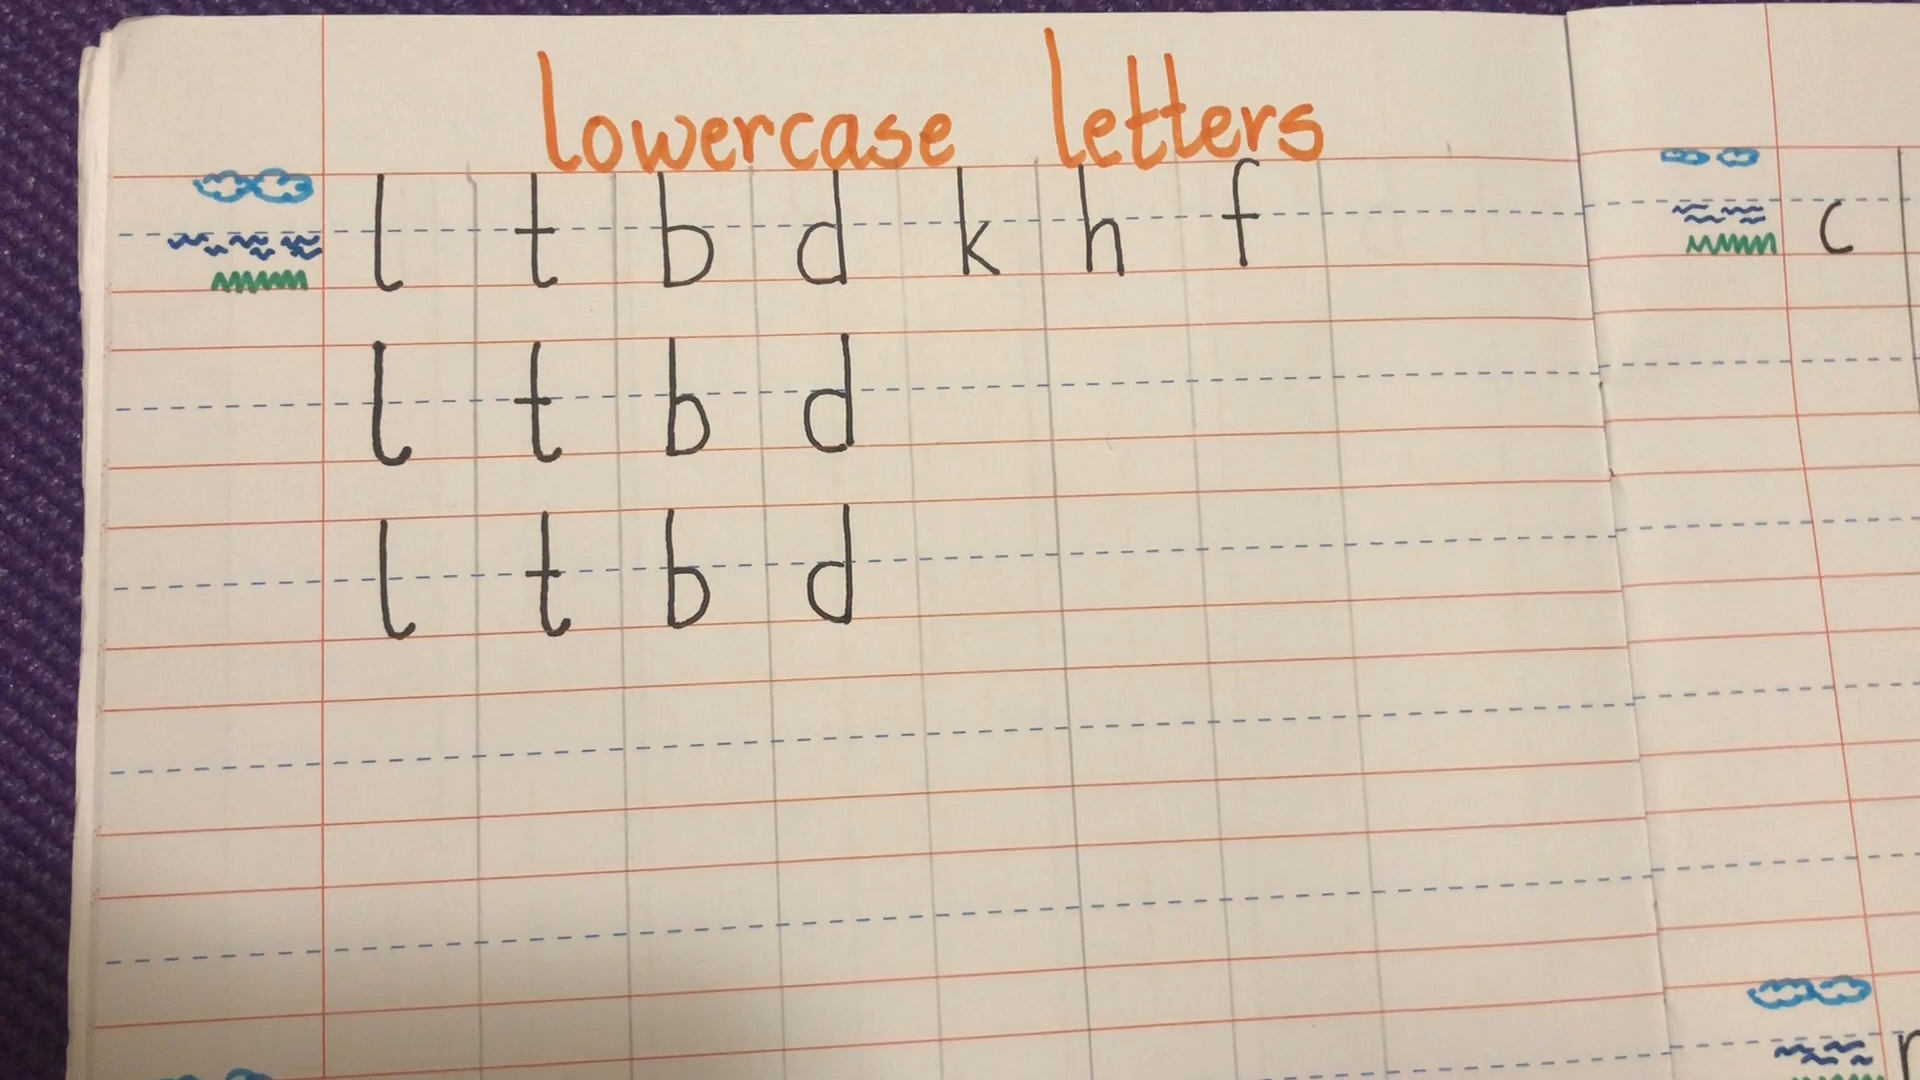 lowercase letters
l t b d k h f
l t b d
l t b d
c